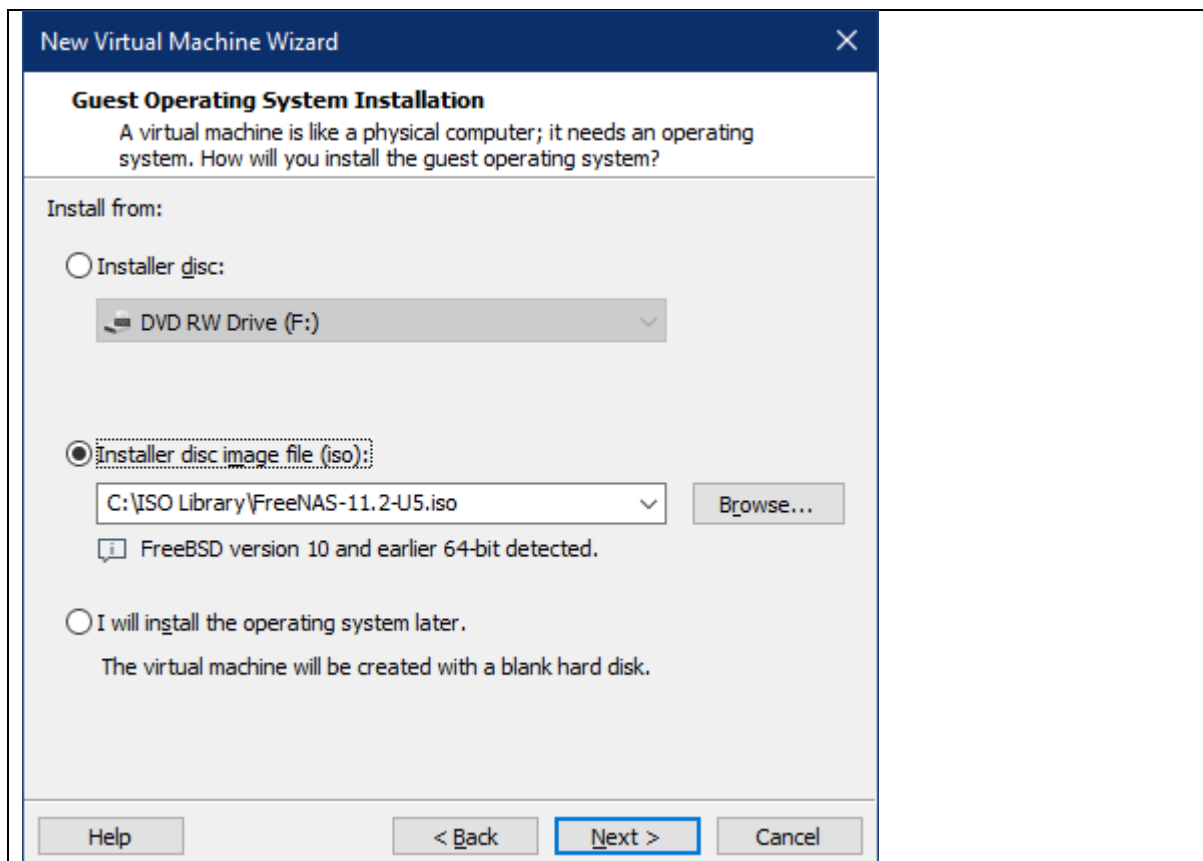 New Virtual Machine Wizard
Guest Operating System Installation
A virtual machine is like a physical computer; it needs an operating
system. How will you install the guest operating system?
Install from:
Installer disc:
DVD RW Drive (F:)
Installer disc image file (iso):
C:\ISO Library\FreeNAS-11.2-U5.iso
Browse...
FreeBSD version 10 and earlier 64-bit detected.
I will install the operating system later.
The virtual machine will be created with a blank hard disk.
Help
< Back
Next >
Cancel